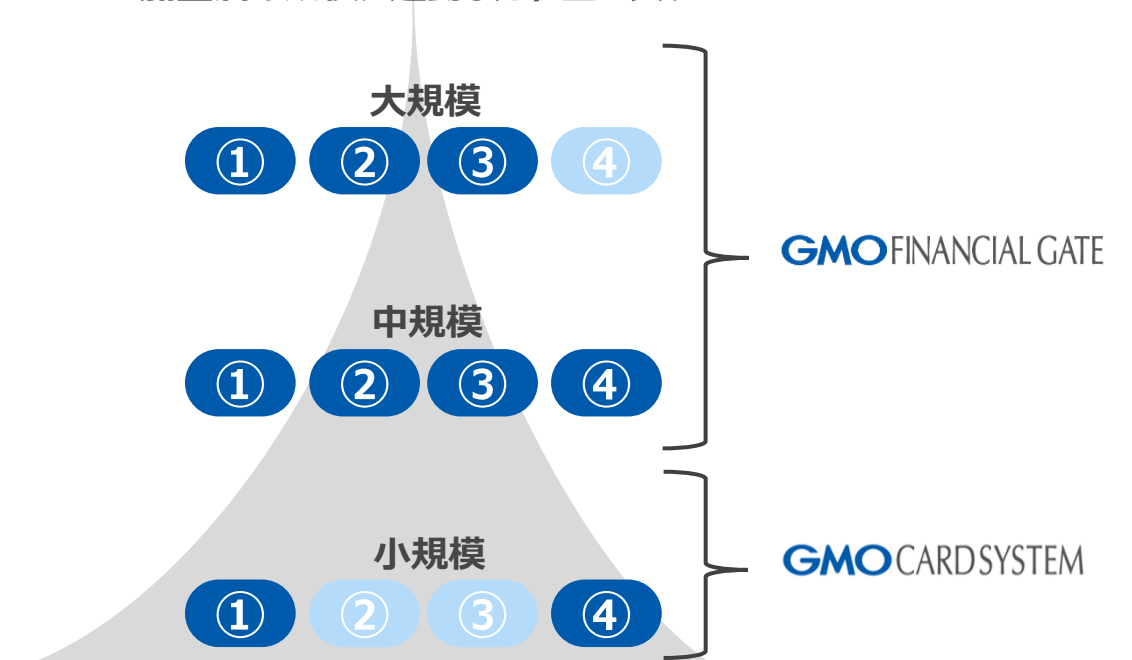 大規模
① ② ③ ④
GMO FINANCIAL GATE
中規模
① ② ③ ④
小規模
GMO CARD SYSTEM
① ② ③ ④